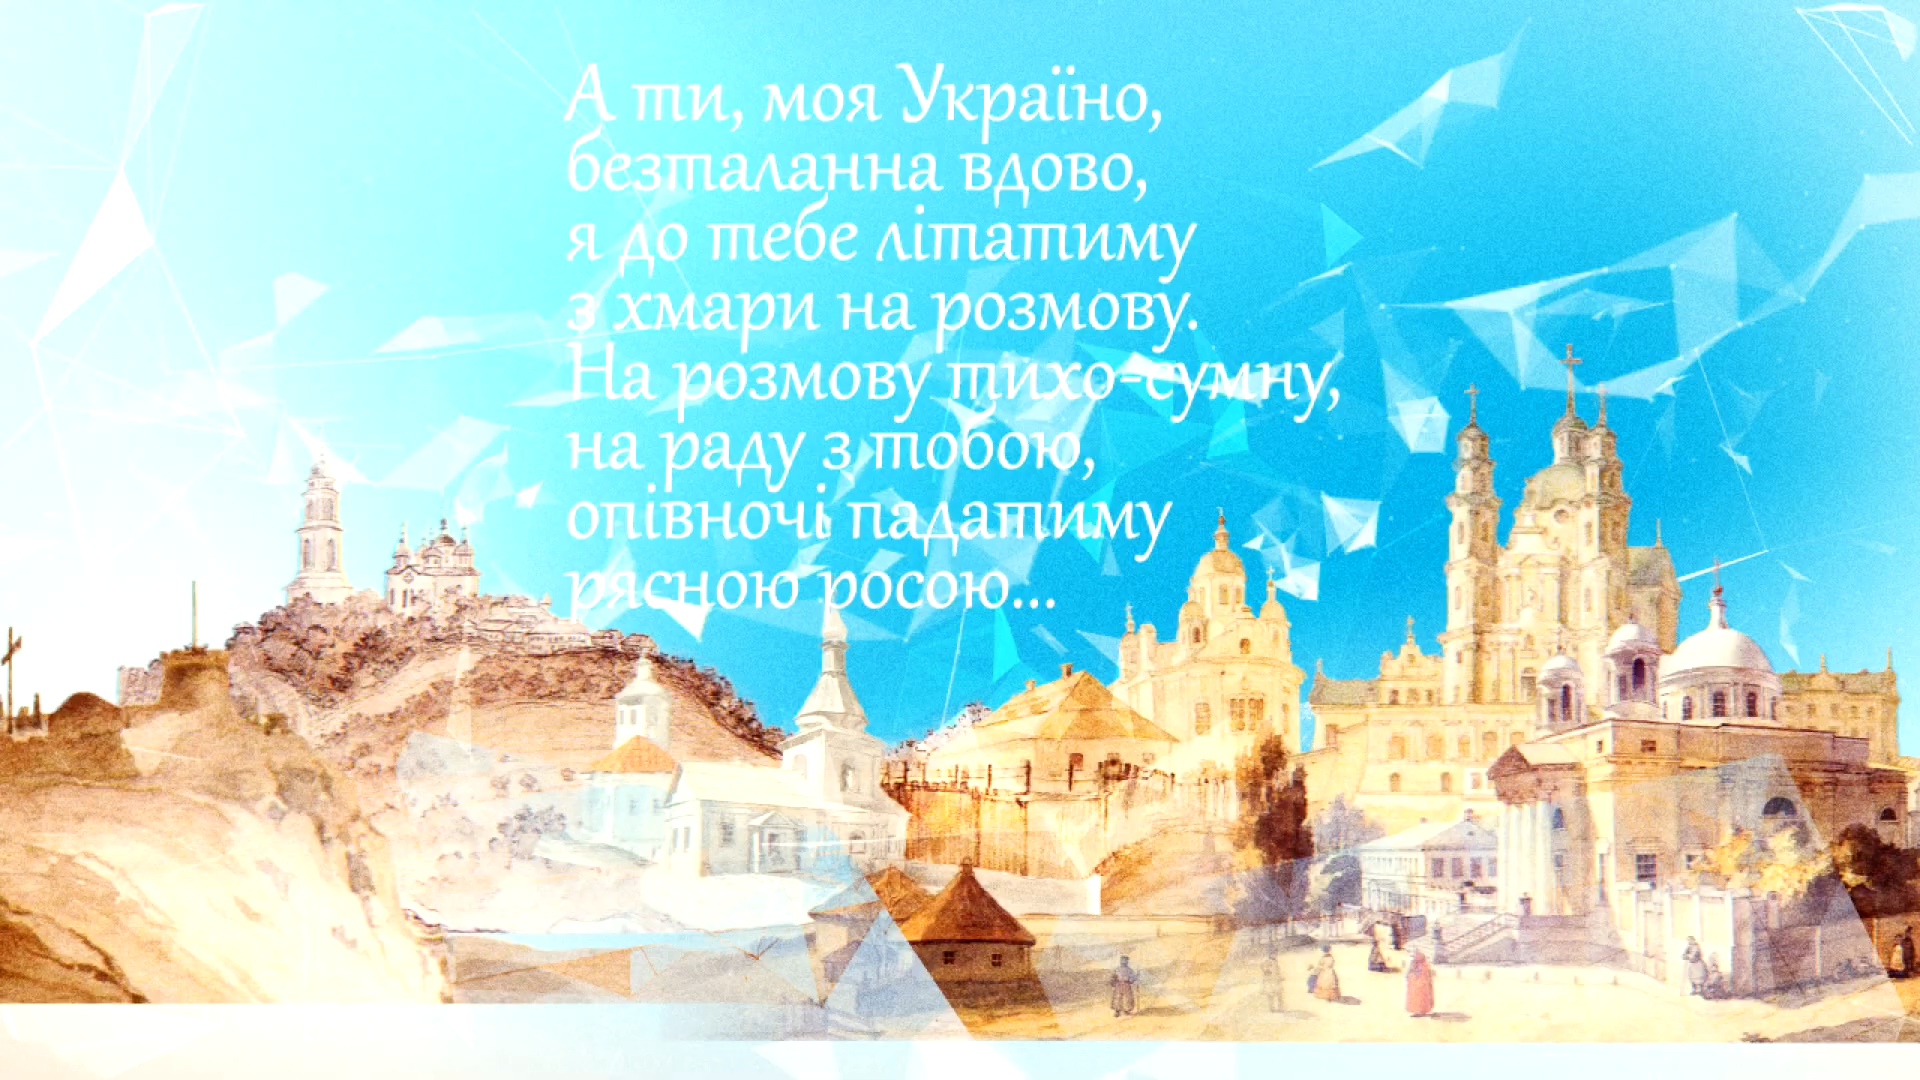 А ти, моя Україно,
безталанна вдово,
я до тебе літатиму
з хмари на розмову.
На розмову тихо-сумну,
на раду з тобою,
опівночі падатиму
рясною росою...